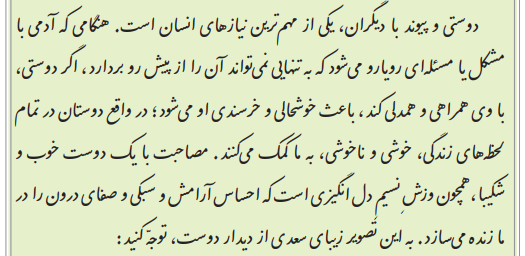 دوستی و پیوند با دیگران، یکی از مهم‌ترین نیازهای انسان است. هنگامی که آدمی با
مشکل یا مسئله‌ای رویارو می‌شود که به تنهایی نمی‌تواند آن را از پیش رو بردارد، اگر دوستی،
با وی همراهی و همدلی کند، باعث خوشحالی و خرسندی او می‌شود؛ در واقع دوستان در تمام
لحظه‌های زندگی، خوشی و ناخوشی، به ما کمک می‌کنند. مصاحبت با یک دوست خوب و
شکیبا، همچون وزشِ نسیمِ دل‌انگیزی است که احساس آرامش و سبکی و صفای درون را در
ما زنده می‌سازد. به این تصویر زیبای سعدی از دیدار دوست، توجّه کنید: